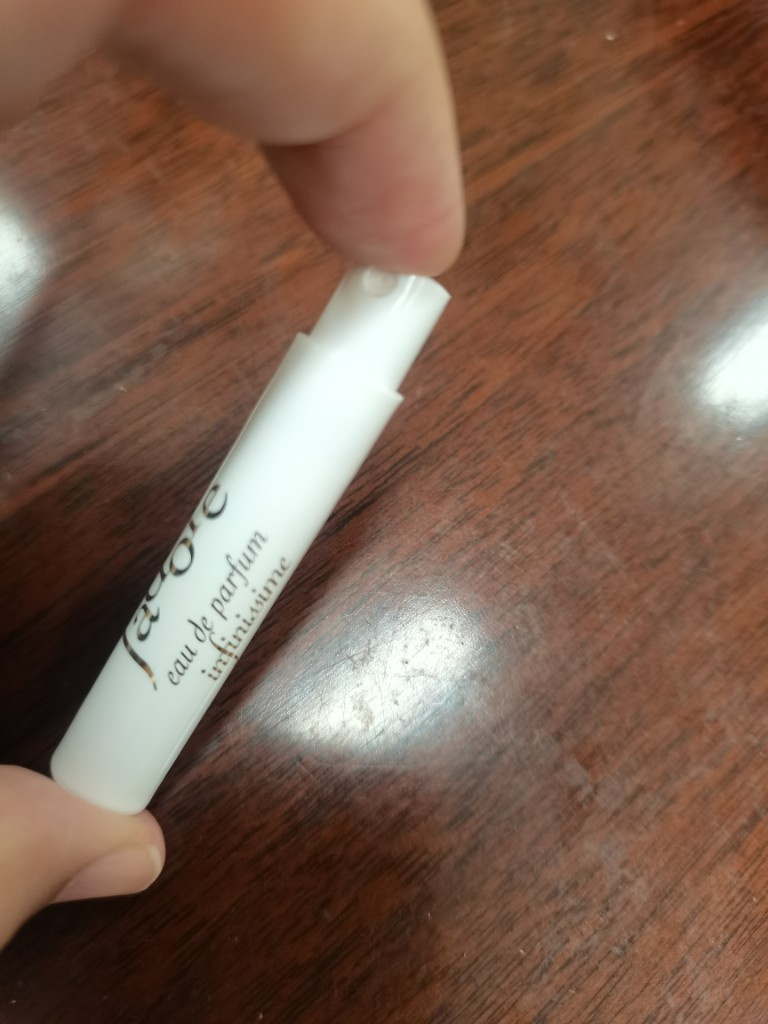 J'adore
eau de parfum
infinissime